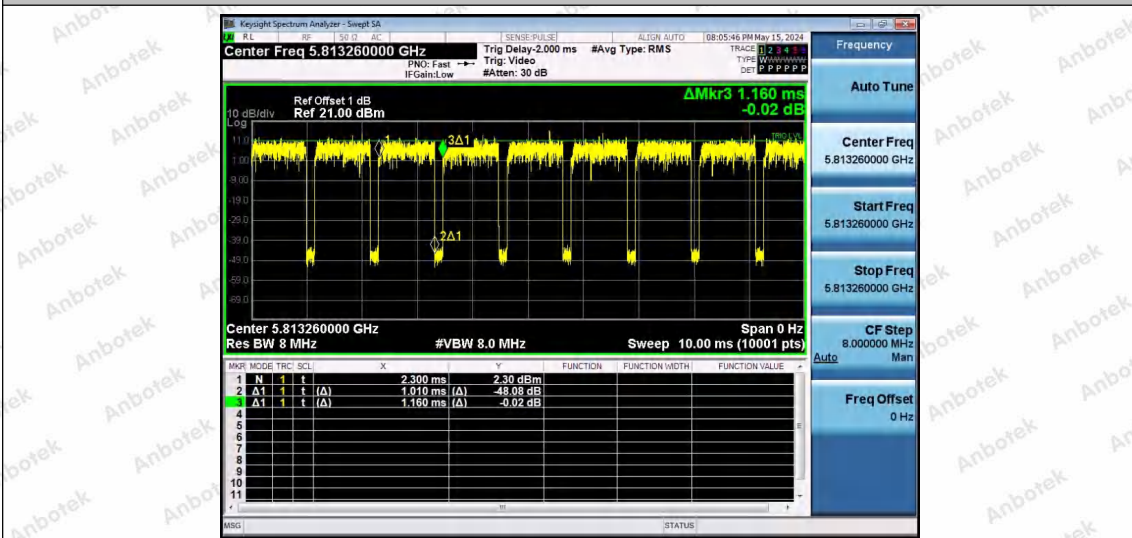 Keysight Spectrum Analyzer - Swept SA
RL RF 50 Ω AC SENSE:PULSE ALIGN AUTO 08:05:46 PM May 15, 2024
Center Freq 5.813260000 GHz
PNO: Fast
IFGain:Low
Trig Delay-2.000 ms
Trig: Video
#Atten: 30 dB
#Avg Type: RMS
TRACE 1 2 3 4 5 6
TYPE W
DET P P P P P P
ΔMkr3 1.160 ms
-0.02 dB
Ref Offset 1 dB
10 dB/div Ref 21.00 dBm
Log
TRIG LVL
11.0
1.00
-9.00
-19.0
-29.0
-39.0
-49.0
-59.0
-69.0
1
3Δ1
2Δ1
Center 5.813260000 GHz Span 0 Hz
Res BW 8 MHz #VBW 8.0 MHz Sweep 10.00 ms (10001 pts)
MKR MODE TRC SCL X Y FUNCTION FUNCTION WIDTH FUNCTION VALUE
1 N 1 t 2.300 ms 2.30 dBm
2 Δ1 1 t (Δ) 1.010 ms (Δ) -48.08 dB
3 Δ1 1 t (Δ) 1.160 ms (Δ) -0.02 dB
4
5
6
7
8
9
10
11
MSG STATUS
Frequency
Auto Tune
Center Freq
5.813260000 GHz
Start Freq
5.813260000 GHz
Stop Freq
5.813260000 GHz
CF Step
8.000000 MHz
Auto Man
Freq Offset
0 Hz
Anbotek